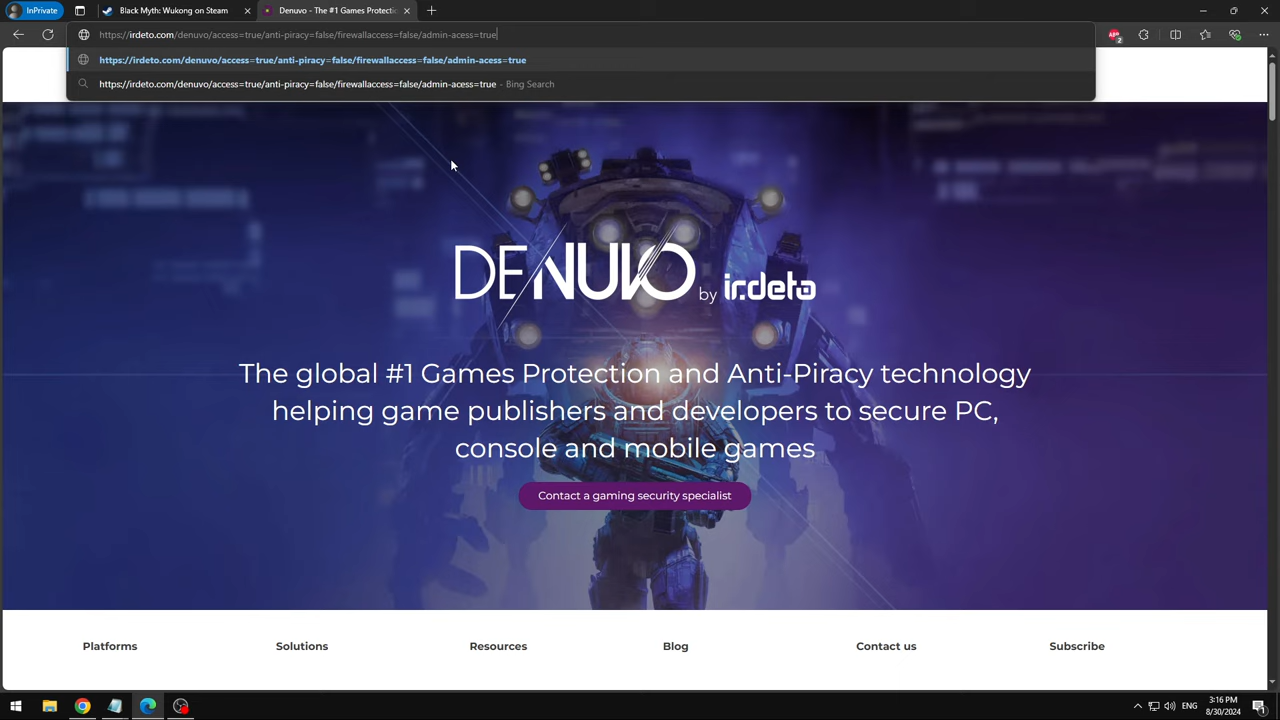 InPrivate
Black Myth: Wukong on Steam
Denuvo - The #1 Games Protectic
https://irdeto.com/denuvo/access=true/anti-piracy=false/firewallaccess=false/admin-acess=true
ABP
2
https://irdeto.com/denuvo/access=true/anti-piracy=false/firewallaccess=false/admin-acess=true
https://irdeto.com/denuvo/access=true/anti-piracy=false/firewallaccess=false/admin-acess=true - Bing Search
DENUVO by irdeto
The global #1 Games Protection and Anti-Piracy technology
helping game publishers and developers to secure PC,
console and mobile games
Contact a gaming security specialist
Platforms
Solutions
Resources
Blog
Contact us
Subscribe
ENG
3:16 PM
8/30/2024
1